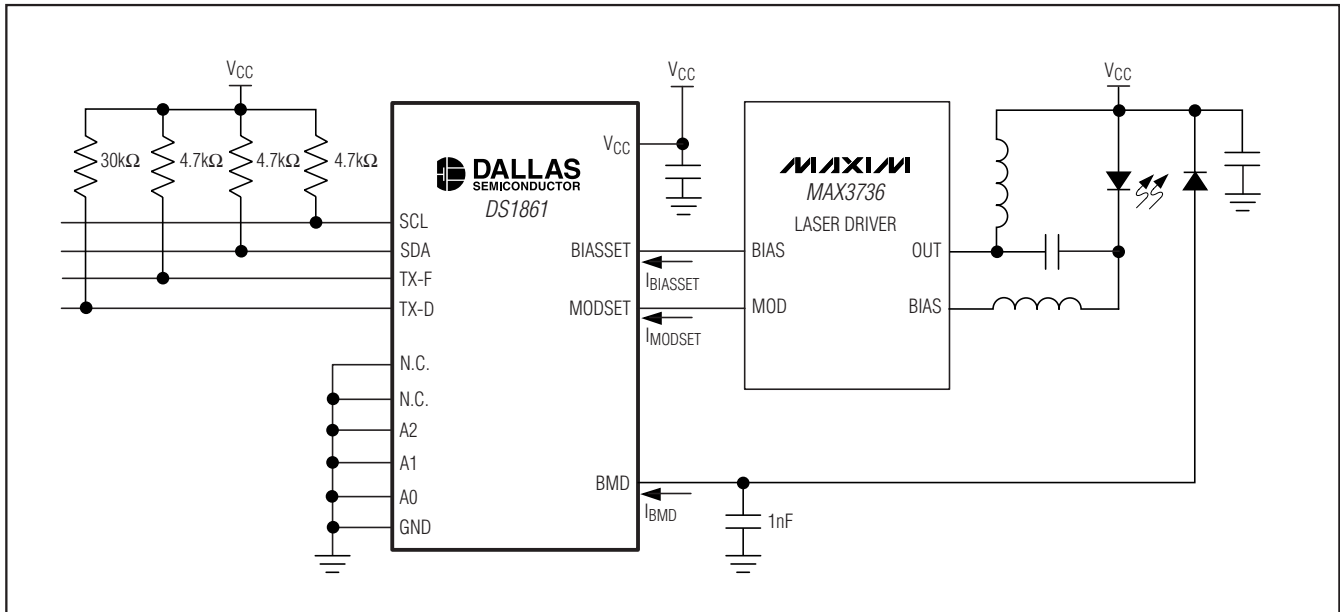 VCC
30kΩ
4.7kΩ
4.7kΩ
4.7kΩ
SCL
SDA
TX-F
TX-D
N.C.
N.C.
A2
A1
A0
GND
DALLAS
SEMICONDUCTOR
DS1861
VCC
VCC
BIASSET
IBIASSET
MODSET
IMODSET
BMD
IBMD
1nF
MAXIM
MAX3736
LASER DRIVER
BIAS
MOD
OUT
BIAS
VCC